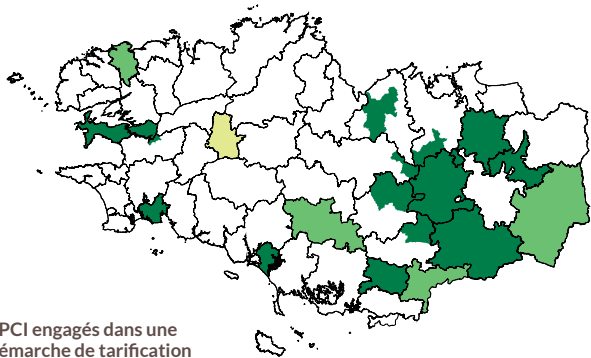 PCI engagés dans une
émarche de tarification